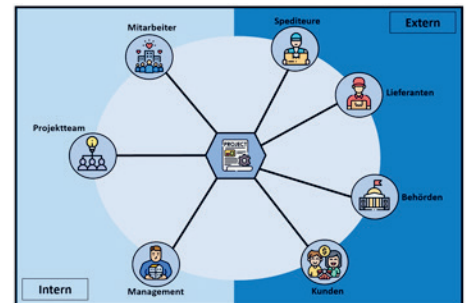 Extern
Spediteure
Mitarbeiter
Lieferanten
Projektteam
PROJECT
Behörden
Management
Kunden
Intern